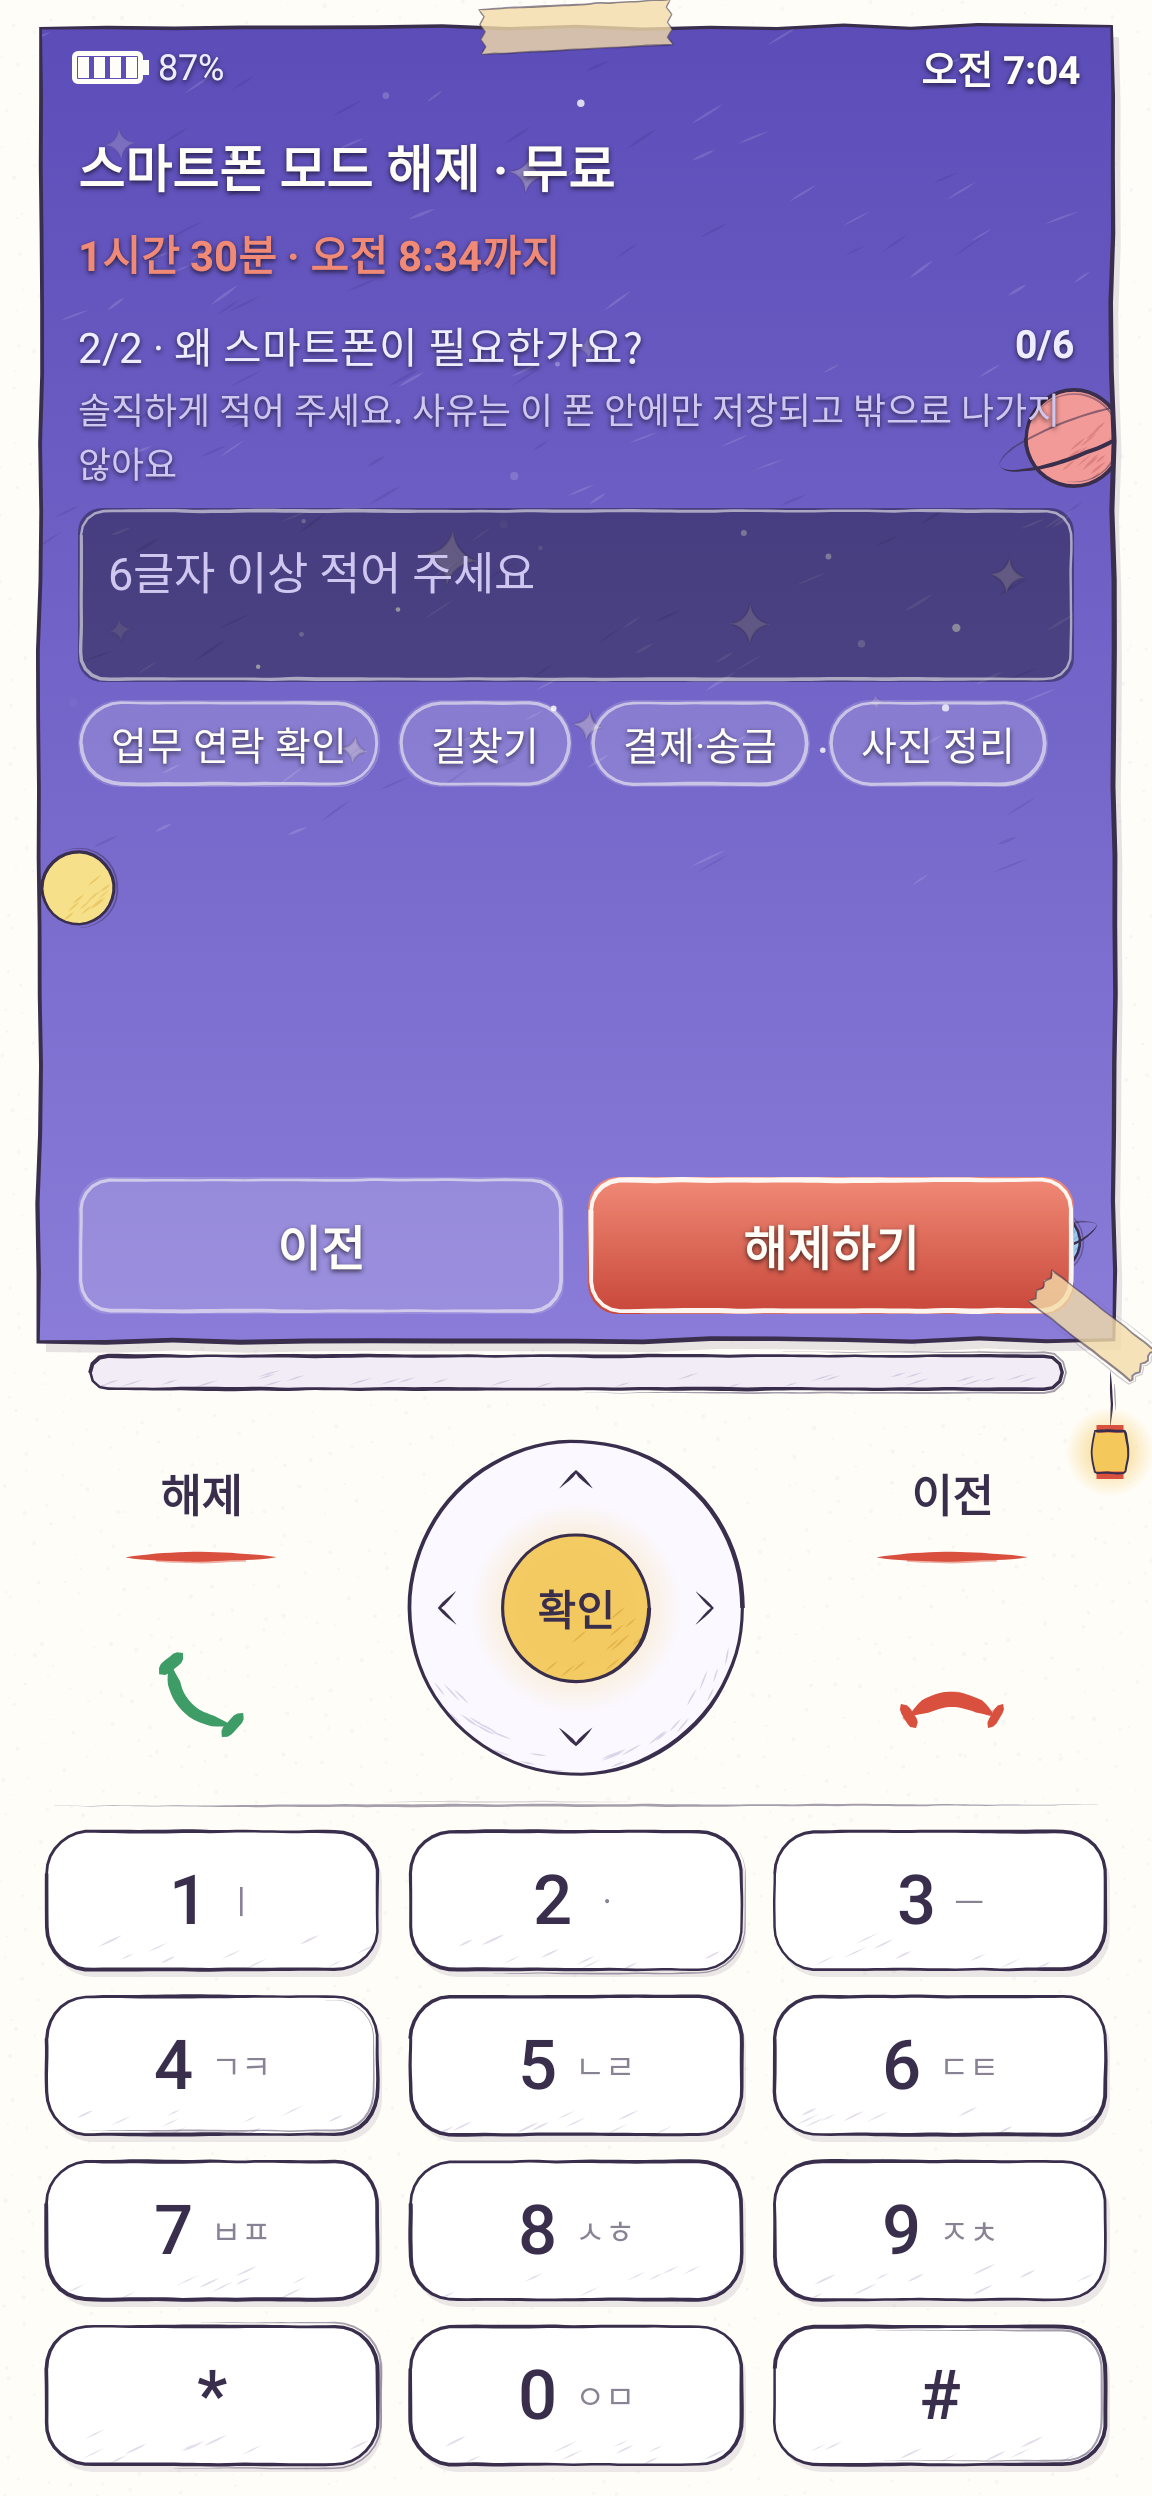 87%
오전 7:04
스마트폰 모드 해제 · 무료
1시간 30분 · 오전 8:34까지
2/2 · 왜 스마트폰이 필요한가요?
0/6
솔직하게 적어 주세요. 사유는 이 폰 안에만 저장되고 밖으로 나가지
않아요
6글자 이상 적어 주세요
업무 연락 확인
길찾기
결제·송금
사진 정리
이전
해제하기
해제
이전
확인
1 ㅣ
2 ·
3 ㅡ
4 ㄱㅋ
5 ㄴㄹ
6 ㄷㅌ
7 ㅂㅍ
8 ㅅㅎ
9 ㅈㅊ
*
0 ㅇㅁ
#